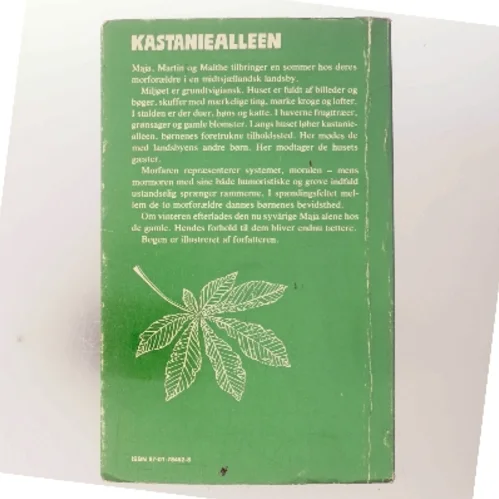 KASTANIEALLEEN
Maja, Martin og Malthe tilbringer en sommer hos deres
morforældre i en midtsjællandsk landsby.
Miljøet er grundtvigiansk. Huset er fuldt af billeder og
bøger, skuffer med mærkelige ting, mørke kroge og lofter.
I stalden er der duer, høns og katte. I haverne frugttræer,
grønsager og gamle blomster. Langs huset løber kastanie-
alleen, børnenes foretrukne tilholdssted. Her mødes de
med landsbyens andre børn. Her modtager de husets
gæster.
Morfaren repræsenterer systemet, moralen – mens
mormoren med sine både humoristiske og grove indfald
ustandselig sprænger rammerne. I spændingsfeltet mel-
lem de to morforældre dannes børnenes bevidsthed.
Om vinteren efterlades den nu syvårige Maja alene hos
de gamle. Hendes forhold til dem bliver endnu tættere.
Bogen er illustreret af forfatteren.
ISBN